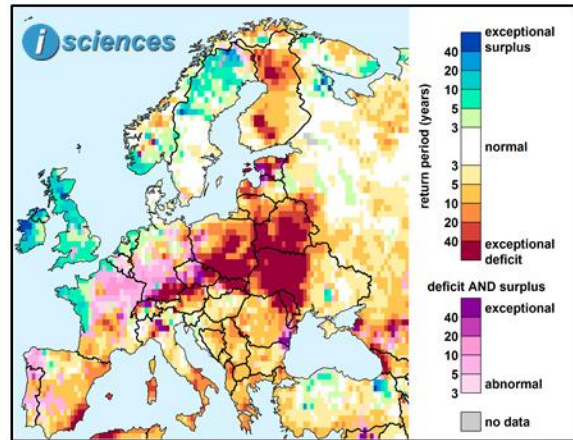 i sciences
exceptional
surplus
40
20
10
5
3
normal
3
5
10
20
40
exceptional
deficit
return period (years)
deficit AND surplus
exceptional
40
20
10
5
3
abnormal
no data